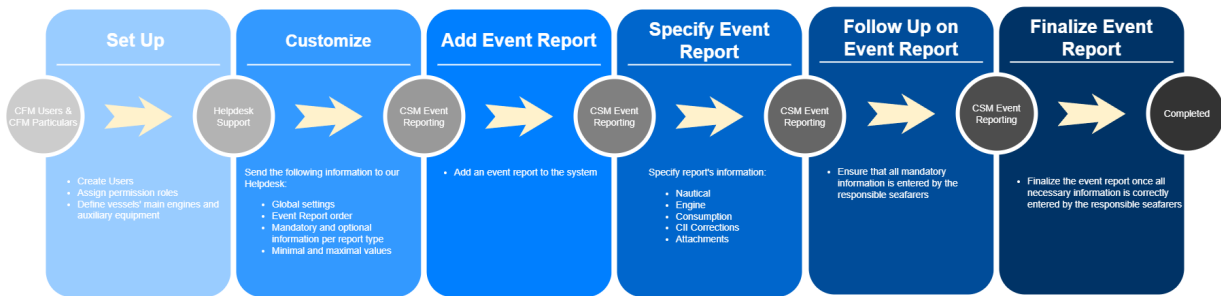 Set Up
CFM Users &
CFM Particulars
• Create Users
• Assign permission roles
• Define vessels' main engines and
auxiliary equipment
Customize
Helpdesk
Support
Send the following information to our
Helpdesk:
• Global settings
• Event Report order
• Mandatory and optional
information per report type
• Minimal and maximal values
Add Event Report
CSM Event
Reporting
• Add an event report to the system
Specify Event
Report
CSM Event
Reporting
Specify report's information:
• Nautical
• Engine
• Consumption
• CII Corrections
• Attachments
Follow Up on
Event Report
CSM Event
Reporting
• Ensure that all mandatory
information is entered by the
responsible seafarers
Finalize Event
Report
CSM Event
Reporting
• Finalize the event report once all
necessary information is correctly
entered by the responsible seafarers
Completed